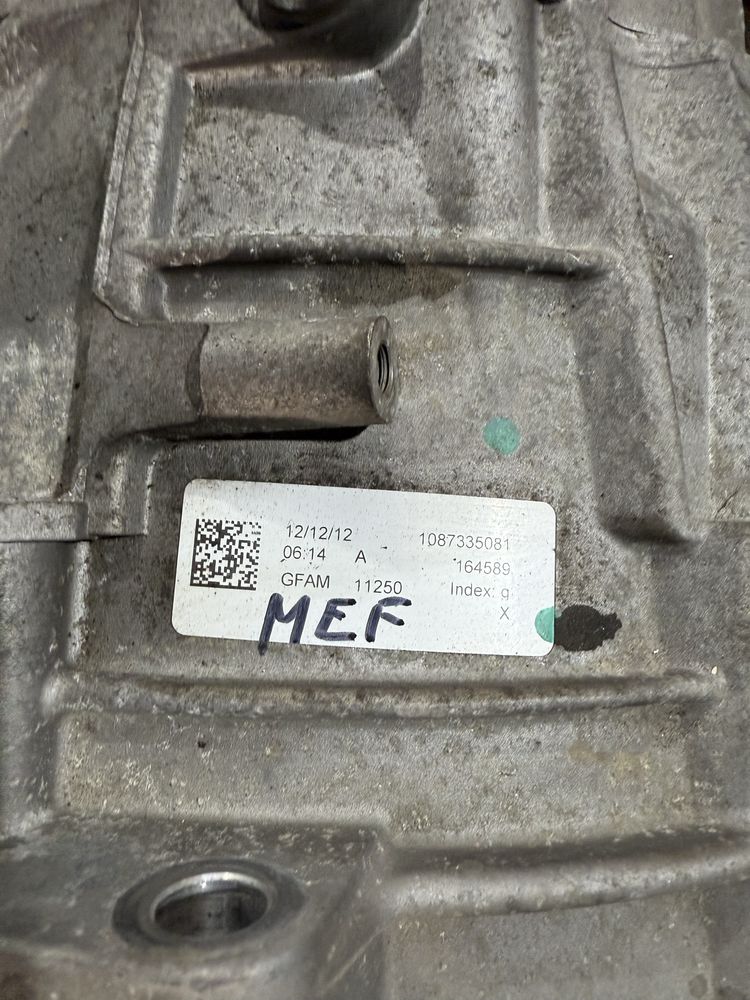 12/12/12 1087335081
06:14 A 164589
GFAM 11250 Index: g
X
MEF